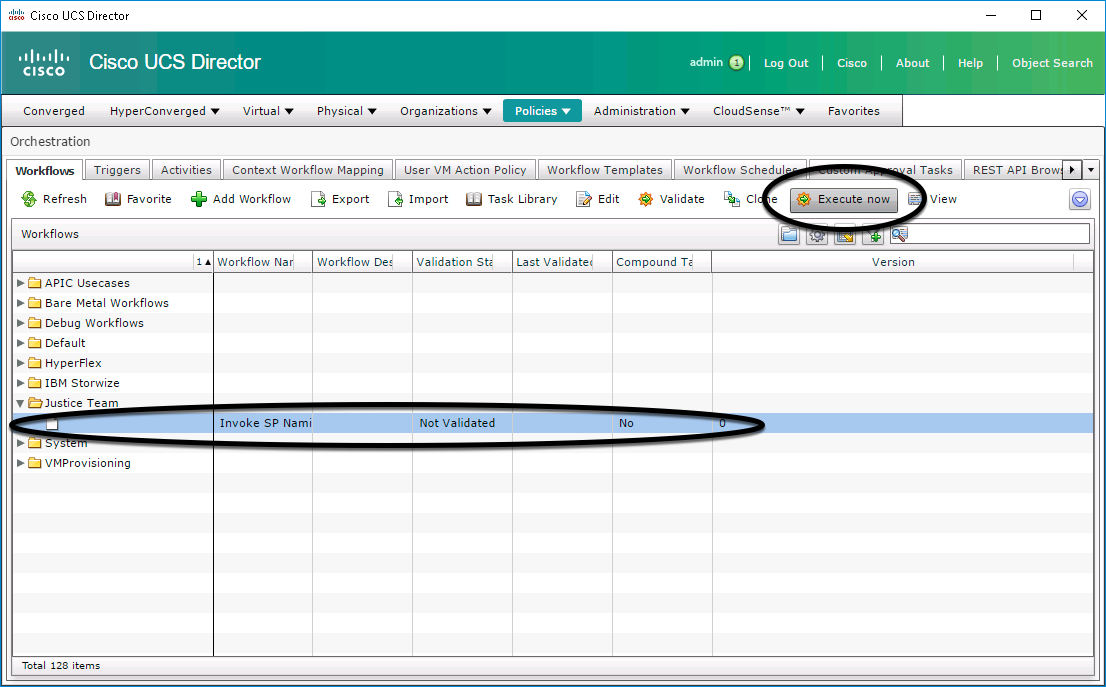 Cisco UCS Director
CISCO Cisco UCS Director admin 1 Log Out Cisco About Help Object Search
Converged HyperConverged Virtual Physical Organizations Policies Administration CloudSense™ Favorites
Orchestration
Workflows Triggers Activities Context Workflow Mapping User VM Action Policy Workflow Templates Workflow Schedules Custom Approval Tasks REST API Brows
Refresh Favorite Add Workflow Export Import Task Library Edit Validate Clone Execute now View
Workflows
1 Workflow Nar Workflow Des Validation Sta Last Validated Compound Ta Version
APIC Usecases
Bare Metal Workflows
Debug Workflows
Default
HyperFlex
IBM Storwize
Justice Team
Invoke SP Nami Not Validated No 0
System
VMProvisioning
Total 128 items